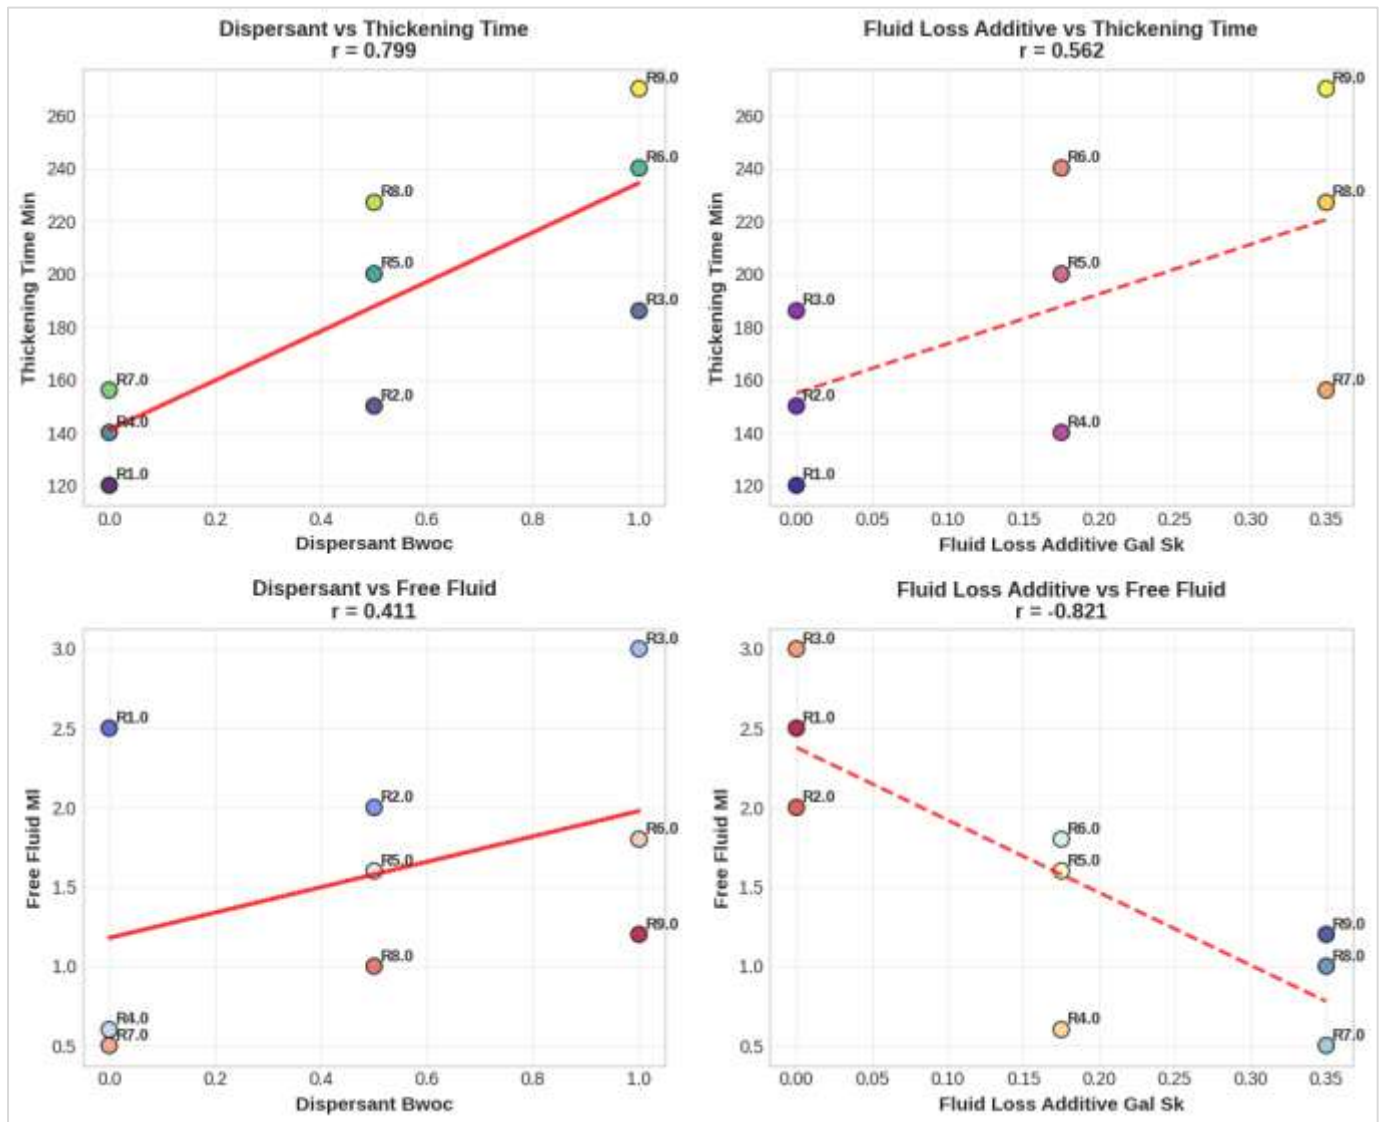 Dispersant vs Thickening Time
r = 0.799
R9.0
260
R6.0
240
R8.0
220
R5.0
200
R3.0
180
R7.0
160
R2.0
R4.0
140
R1.0
120
Thickening Time Min
0.0 0.2 0.4 0.6 0.8 1.0
Dispersant Bwoc
Fluid Loss Additive vs Thickening Time
r = 0.562
R9.0
260
R6.0
240
R8.0
220
R5.0
200
R3.0
180
R7.0
160
R2.0
R4.0
140
R1.0
120
Thickening Time Min
0.00 0.05 0.10 0.15 0.20 0.25 0.30 0.35
Fluid Loss Additive Gal Sk
Dispersant vs Free Fluid
r = 0.411
3.0
R3.0
2.5
R1.0
2.0
R2.0
R6.0
R5.0
1.5
R9.0
R8.0
1.0
R4.0
R7.0
0.5
Free Fluid Ml
0.0 0.2 0.4 0.6 0.8 1.0
Dispersant Bwoc
Fluid Loss Additive vs Free Fluid
r = -0.821
3.0
R3.0
2.5
R1.0
2.0
R2.0
R6.0
R5.0
1.5
R9.0
R8.0
1.0
R4.0
R7.0
0.5
Free Fluid Ml
0.00 0.05 0.10 0.15 0.20 0.25 0.30 0.35
Fluid Loss Additive Gal Sk